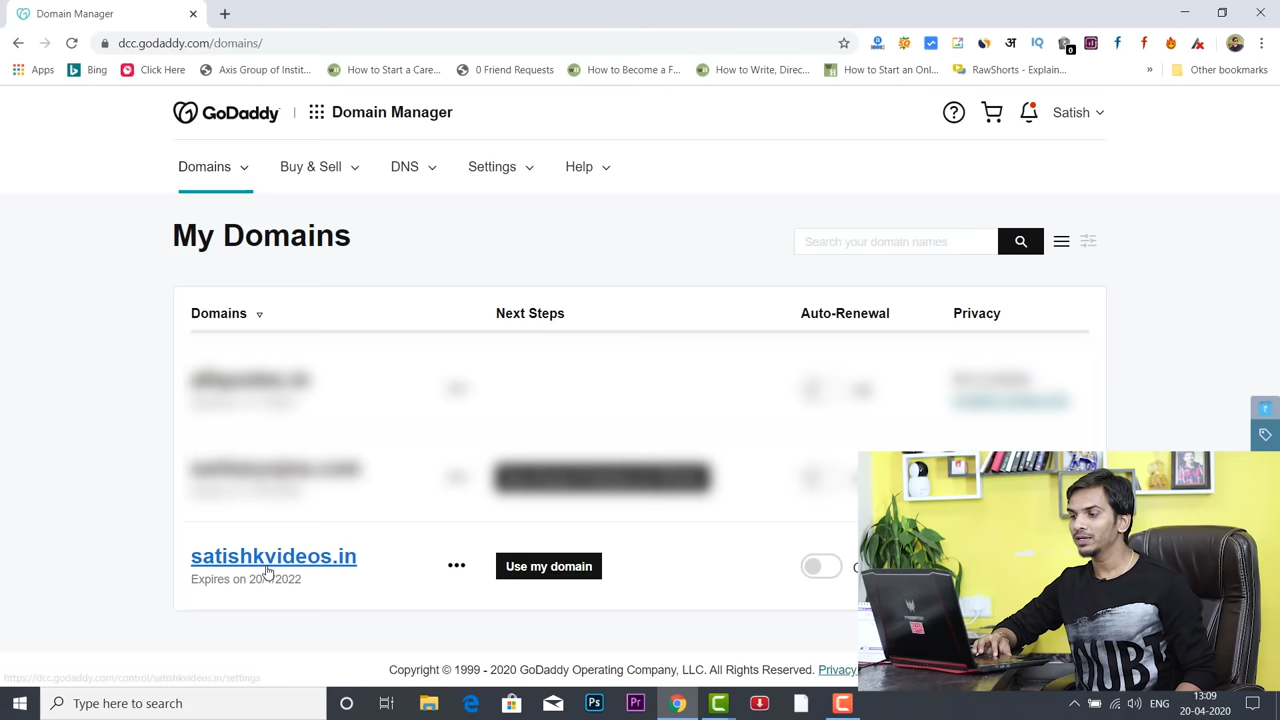 Domain Manager
dcc.godaddy.com/domains/
Apps
Bing
Click Here
Axis Group of Instit...
How to Start a Care...
0 Friend Requests
How to Become a F...
How to Write, Direc...
How to Start an Onl...
RawShorts - Explain...
»
Other bookmarks
GoDaddy
Domain Manager
Satish
Domains
Buy & Sell
DNS
Settings
Help
My Domains
Search your domain names
Domains
Next Steps
Auto-Renewal
Privacy
satishkvideos.in
•••
Use my domain
Expires on
Copyright © 1999 - 2020 GoDaddy Operating Company, LLC. All Rights Reserved. Privacy
https://dcc.godaddy.com/control/satishkvideos.in/settings
Type here to search
ENG
13:09
20-04-2020